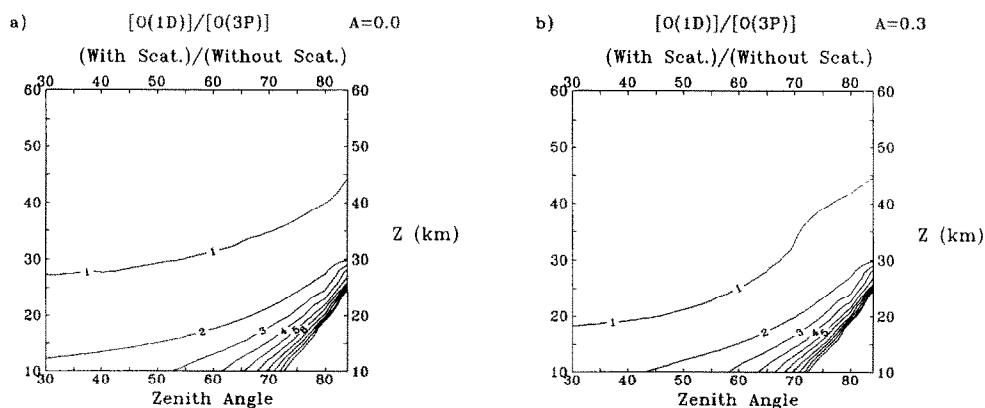 a) [O(1D)]/[O(3P)] A=0.0
(With Scat.)/(Without Scat.)
30 40 50 60 70 80
60 60
50 50
40 40
Z (km)
30 30
20 20
10 10
1 1
2 3 4 5 6
30 40 50 60 70 80
Zenith Angle
b) [O(1D)]/[O(3P)] A=0.3
(With Scat.)/(Without Scat.)
30 40 50 60 70 80
60 60
50 50
40 40
Z (km)
30 30
20 20
10 10
1 1
2 3 4 5
30 40 50 60 70 80
Zenith Angle